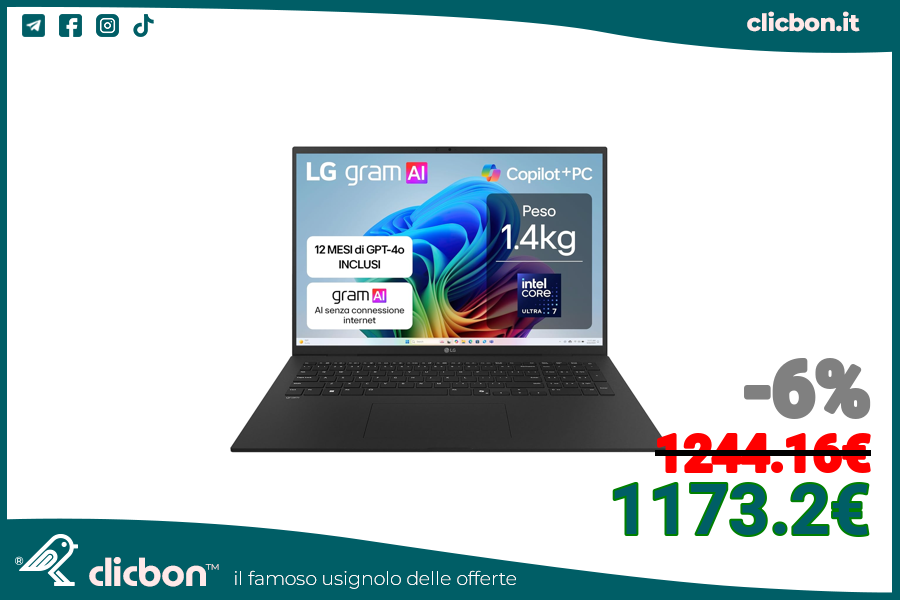 clicbon.it
LG gram AI
Copilot+PC
Peso
1.4kg
12 MESI di GPT-4o
INCLUSI
intel
CORE
ULTRA 7
gram AI
AI senza connessione
internet
LG
-6%
1244.16€
1173.2€
®
clicbon™
il famoso usignolo delle offerte